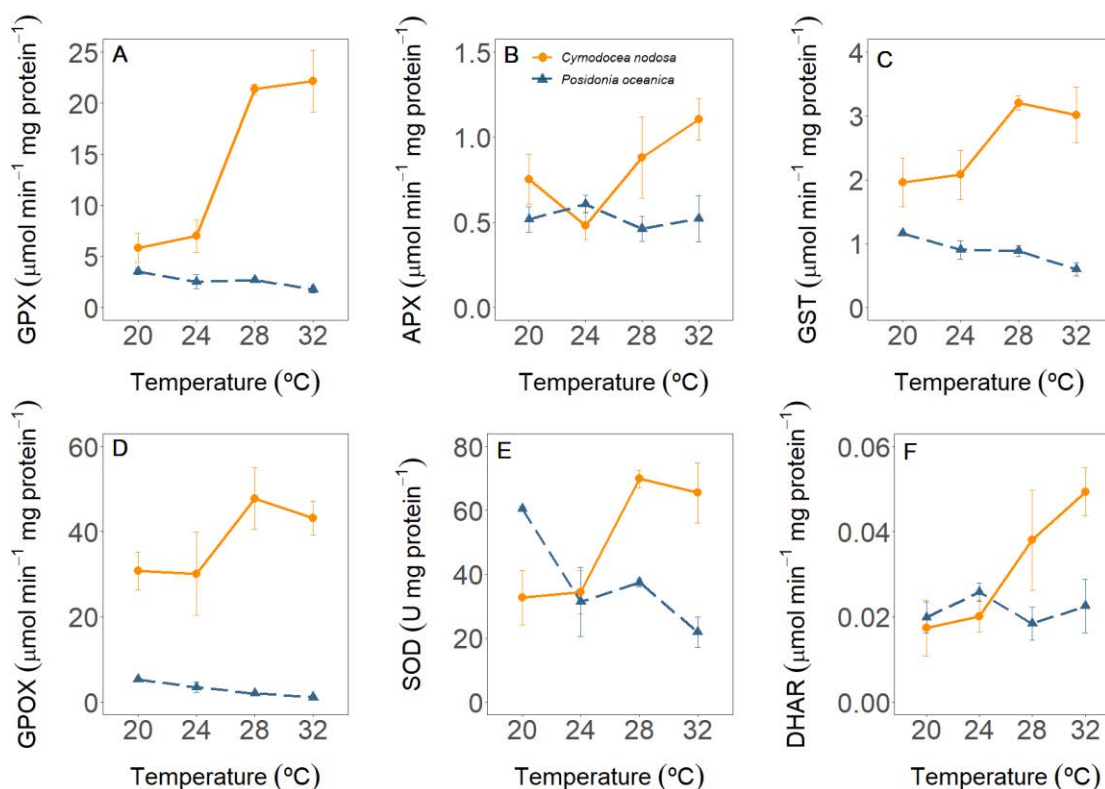 A
GPX (µmol min⁻¹ mg protein⁻¹)
25
20
15
10
5
0
20 24 28 32
Temperature (ºC)
B
Cymodocea nodosa
Posidonia oceanica
APX (µmol min⁻¹ mg protein⁻¹)
1.5
1.0
0.5
0.0
20 24 28 32
Temperature (ºC)
C
GST (µmol min⁻¹ mg protein⁻¹)
4
3
2
1
0
20 24 28 32
Temperature (ºC)
D
GPOX (µmol min⁻¹ mg protein⁻¹)
60
40
20
0
20 24 28 32
Temperature (ºC)
E
SOD (U mg protein⁻¹)
80
60
40
20
0
20 24 28 32
Temperature (ºC)
F
DHAR (µmol min⁻¹ mg protein⁻¹)
0.06
0.04
0.02
0.00
20 24 28 32
Temperature (ºC)